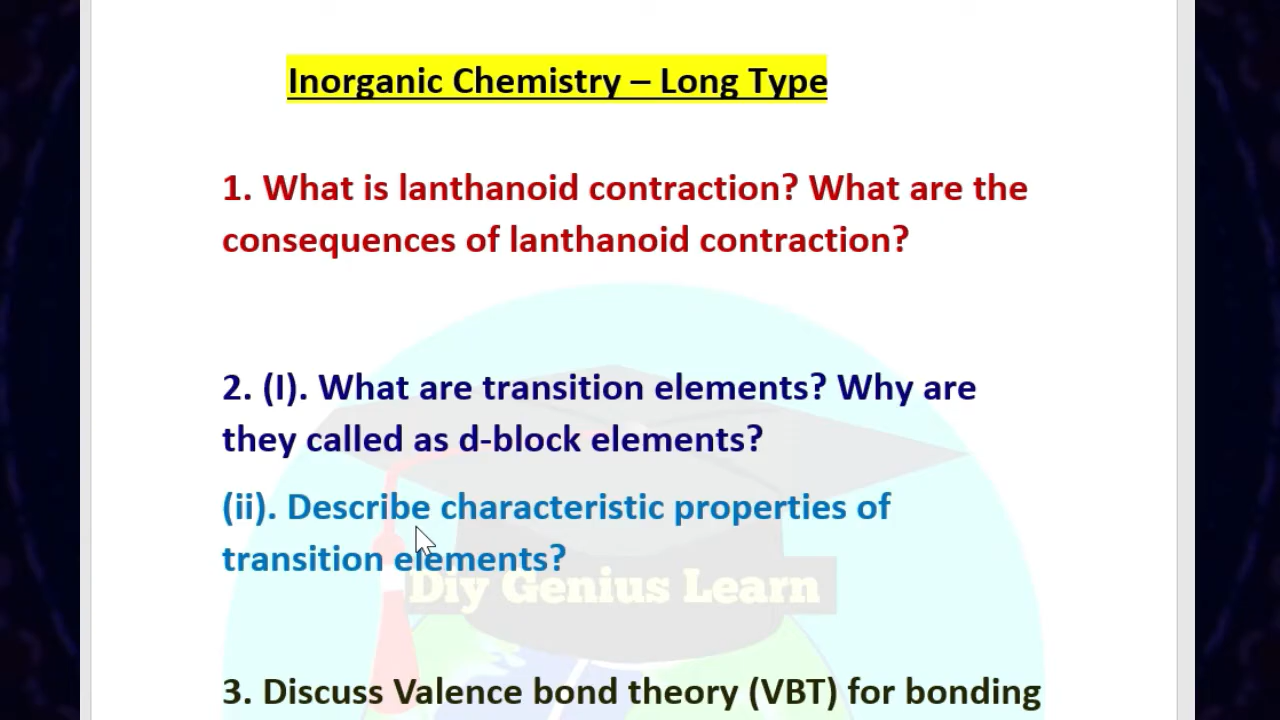 Inorganic Chemistry – Long Type
1. What is lanthanoid contraction? What are the
consequences of lanthanoid contraction?
2. (I). What are transition elements? Why are
they called as d-block elements?
(ii). Describe characteristic properties of
transition elements?
Diy Genius Learn
3. Discuss Valence bond theory (VBT) for bonding